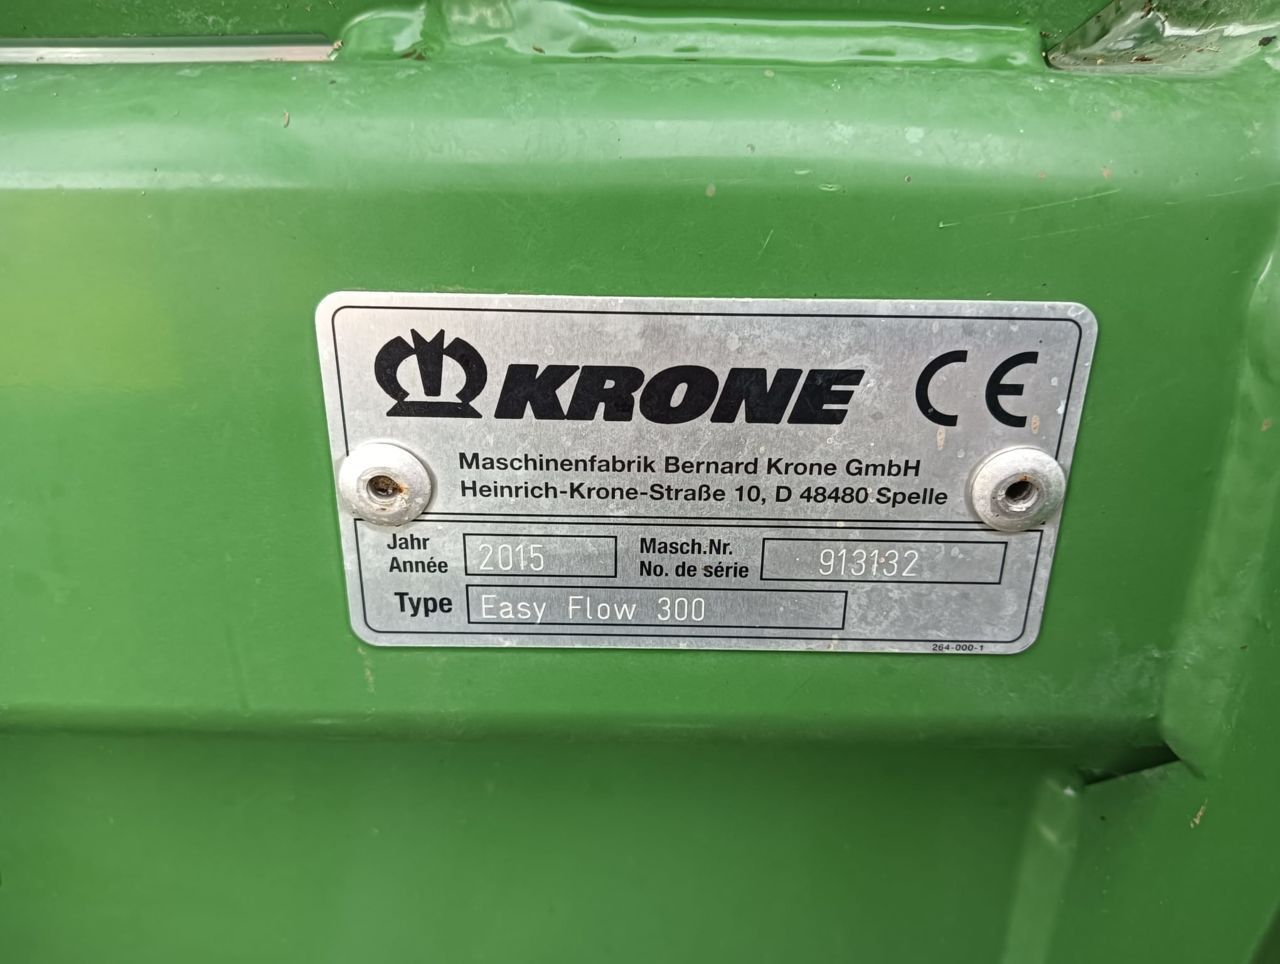 KRONE CE
Maschinenfabrik Bernard Krone GmbH
Heinrich-Krone-Straße 10, D 48480 Spelle
Jahr
Année 2015
Masch.Nr.
No. de série 913132
Type Easy Flow 300
264-000-1